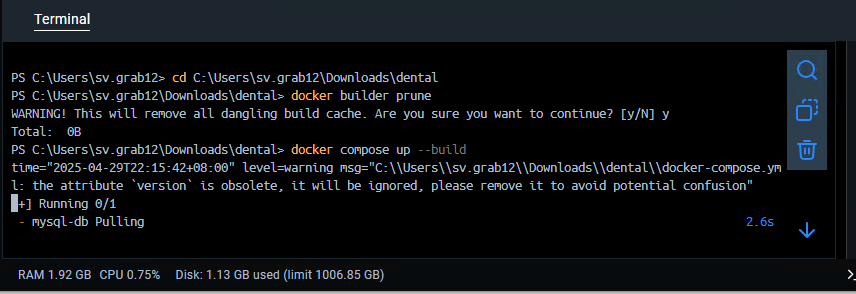 Terminal
PS C:\Users\sv.grab12> cd C:\Users\sv.grab12\Downloads\dental
PS C:\Users\sv.grab12\Downloads\dental> docker builder prune
WARNING! This will remove all dangling build cache. Are you sure you want to continue? [y/N] y
Total:  0B
PS C:\Users\sv.grab12\Downloads\dental> docker compose up --build
time="2025-04-29T22:15:42+08:00" level=warning msg="C:\\Users\\sv.grab12\\Downloads\\dental\\docker-compose.ym
l: the attribute `version` is obsolete, it will be ignored, please remove it to avoid potential confusion"
+] Running 0/1
- mysql-db Pulling 2.6s
RAM 1.92 GB CPU 0.75% Disk: 1.13 GB used (limit 1006.85 GB)